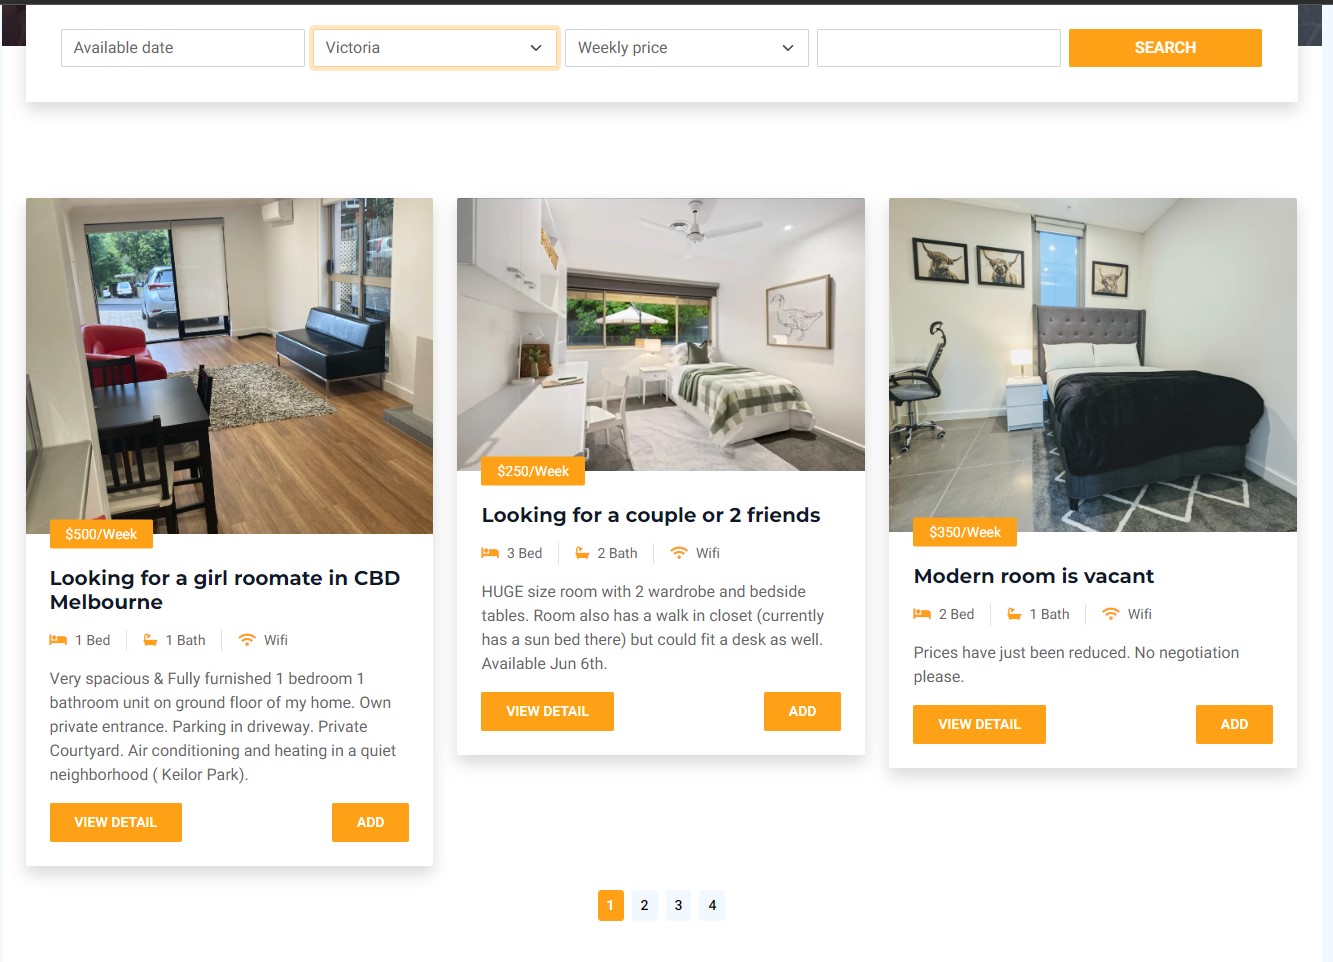 Available date
Victoria
Weekly price
SEARCH
$500/Week
Looking for a girl roomate in CBD
Melbourne
1 Bed
1 Bath
Wifi
Very spacious & Fully furnished 1 bedroom 1
bathroom unit on ground floor of my home. Own
private entrance. Parking in driveway. Private
Courtyard. Air conditioning and heating in a quiet
neighborhood ( Keilor Park).
VIEW DETAIL
ADD
$250/Week
Looking for a couple or 2 friends
3 Bed
2 Bath
Wifi
HUGE size room with 2 wardrobe and bedside
tables. Room also has a walk in closet (currently
has a sun bed there) but could fit a desk as well.
Available Jun 6th.
VIEW DETAIL
ADD
$350/Week
Modern room is vacant
2 Bed
1 Bath
Wifi
Prices have just been reduced. No negotiation
please.
VIEW DETAIL
ADD
1 2 3 4